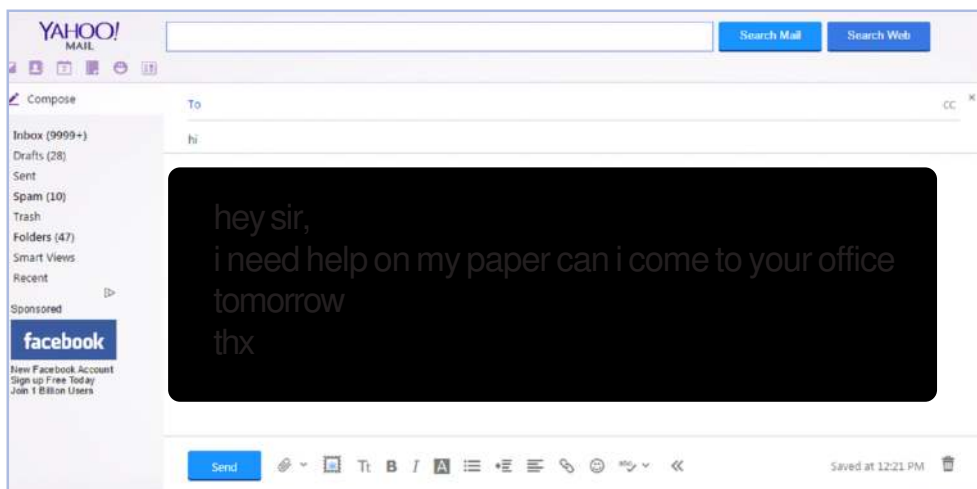 YAHOO!
MAIL
Search Mail
Search Web
Compose
To
CC
×
Inbox (9999+)
hi
Drafts (28)
Sent
Spam (10)
Trash
Folders (47)
Smart Views
Recent
Sponsored
facebook
New Facebook Account
Sign up Free Today
Join 1 Billion Users
hey sir,
i need help on my paper can i come to your office
tomorrow
thx
Send
Tt B I A
Saved at 12:21 PM